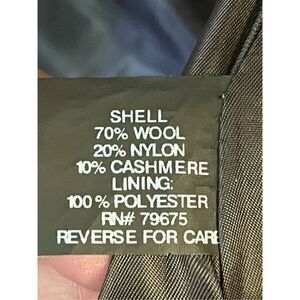 SHELL
70% WOOL
20% NYLON
10% CASHMERE
LINING:
100% POLYESTER
RN# 79675
REVERSE FOR CARE